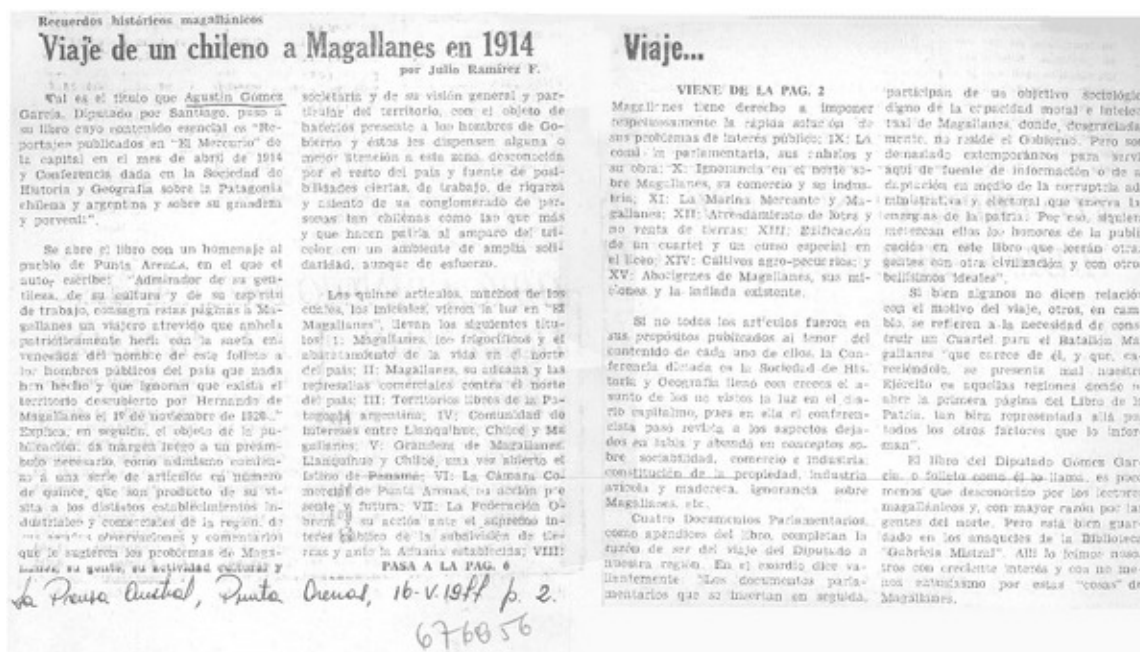 Recuerdos históricos magallánicos
Viaje de un chileno a Magallanes en 1914
por Julio Ramírez F.
Tal es el título que Agustín Gómez
García, Diputado por Santiago, puso a
su libro cuyo contenido esencial es "Re-
portajes publicados en "El Mercurio" de
la capital en el mes de abril de 1914
y Conferencia dada en la Sociedad de
Historia y Geografía sobre la Patagonia
chilena y argentina y sobre su grandeza
y porvenir".
Se abre el libro con un homenaje al
pueblo de Punta Arenas, en el que el
autor escribe: "Admirador de su gen-
tileza, de su cultura y de su espíritu
de trabajo, consagra estas páginas a Ma-
gallanes un viajero atrevido que anhela
patrióticamente herir con la saeta en-
venenada del nombre de este folleto a
los hombres públicos del país que nada
han hecho y que ignoran que exista el
territorio descubierto por Hernando de
Magallanes el 1º de noviembre de
Explica, en seguida, el objeto de la pu-
blicación, da margen luego a un preám-
bulo necesario, como asimismo comien-
za a una serie de artículos en número
de quince, que son producto de su vi-
sita a los distintos establecimientos in-
dustriales y comerciales de la región, de
sus observaciones y comentarios
que le sugieren los problemas de Maga-
llanes, su gente, su actividad cultural y
societaria y de su visión general y par-
ticular del territorio, con el objeto de
hacerlos presente a los hombres de Go-
bierno y éstos les dispensen alguna o
mejor atención a esta zona, desconocida
por el resto del país y fuente de posi-
bilidades ciertas, de trabajo, de riqueza
y asiento de un conglomerado de per-
sonas tan chilenas como las que más
y que hacen patria al amparo del tri-
color en un ambiente de amplia soli-
daridad, aunque de esfuerzo.
Los quince artículos, muchos de los
cuales, los iniciales, vieron la luz en "El
Magallanes", llevan los siguientes títu-
los: I: Magallanes, los frigoríficos y el
abaratamiento de la vida en el norte
del país; II: Magallanes, su aduana y las
represalias comerciales contra el norte
del país; III: Territorios libres de la Pa-
tagonia argentina; IV: Comunidad de
intereses entre Llanquihue, Chiloé y Ma-
gallanes; V: Grandeza de Magallanes,
Llanquihue y Chiloé, una vez abierto el
Istmo de Panamá; VI: La Cámara Co-
mercial de Punta Arenas, su acción pre
sente y futura; VII: La Federación O-
brera y su acción ante el supremo in-
terés público de la subdivisión de tie-
rras y ante la Aduana establecida; VIII:
PASA A LA PAG. 6
Viaje...
VIENE DE LA PAG. 2
Magallanes tiene derecho a imponer
respetuosamente la rápida solución de
sus problemas de interés público; IX: La
comisión parlamentaria, sus anhelos y
su obra; X: Ignorancia en el norte so-
bre Magallanes, su comercio y su indus-
tria; XI: La Marina Mercante y Ma-
gallanes; XII: Arrendamiento de lotes y
no venta de tierras; XIII: Edificación
de un cuartel y un curso especial en
el liceo; XIV: Cultivos agro-pecuarios; y
XV: Aborígenes de Magallanes, sus mi-
siones y la indiada existente.
Si no todos los artículos fueron en
sus propósitos publicados al tenor del
contenido de cada uno de ellos, la Con-
ferencia dictada en la Sociedad de His-
toria y Geografía llenó con creces el a-
sunto de los no vistos la luz en el dia-
rio capitalino, pues en ella el conferen-
cista pasó revista a los aspectos deja-
dos en y abundó en conceptos so-
bre sociabilidad, comercio e industria,
constitución de la propiedad, industria
avícola y maderera, ignorancia sobre
Magallanes, etc.
Cuatro Documentos Parlamentarios,
como apéndices del libro, completan la
razón de ser del viaje del Diputado a
nuestra región. En el exordio dice va-
lientemente: "Los documentos parla-
mentarios que se insertan en seguida,
participan de un objetivo sociológic
digno de la capacidad moral e intelec
tual de Magallanes, donde, desgraciada
mente, no reside el Gobierno. Pero son
demasiado extemporáneos para servi
aquí de fuente de información o de a
daptación en medio de la corruptela ad
ministrativa y electoral que enerva la
energías de la patria. Por eso, siquier
merezcan ellos los honores de la publi
cación en este libro que leerán otra
gentes con otra civilización y con otro
bellísimos ideales".
Si bien algunos no dicen relació
con el motivo del viaje, otros, en cam
bio, se refieren a la necesidad de cons
truir un Cuartel para el Batallón Ma
gallanes "que carece de él, y que, ca
reciéndolo, se presenta mal nuestr
Ejército en aquellas regiones donde s
abre la primera página del Libro de l
Patria, tan bien representada allá po
todos los otros factores que lo infor
man".
El libro del Diputado Gómez Gar
cía, o folleto como él lo llama, es poc
menos que desconocido por los lectore
magallánicos y, con mayor razón por la
gentes del norte. Pero está bien guar
dado en los anaqueles de la Biblioteca
"Gabriela Mistral". Allí lo leímos noso
tros con creciente interés y con no me
nos entusiasmo por estas "cosas" d
Magallanes.
La Prensa Austral, Punta Arenas, 16-V-1977 p. 2.
676856